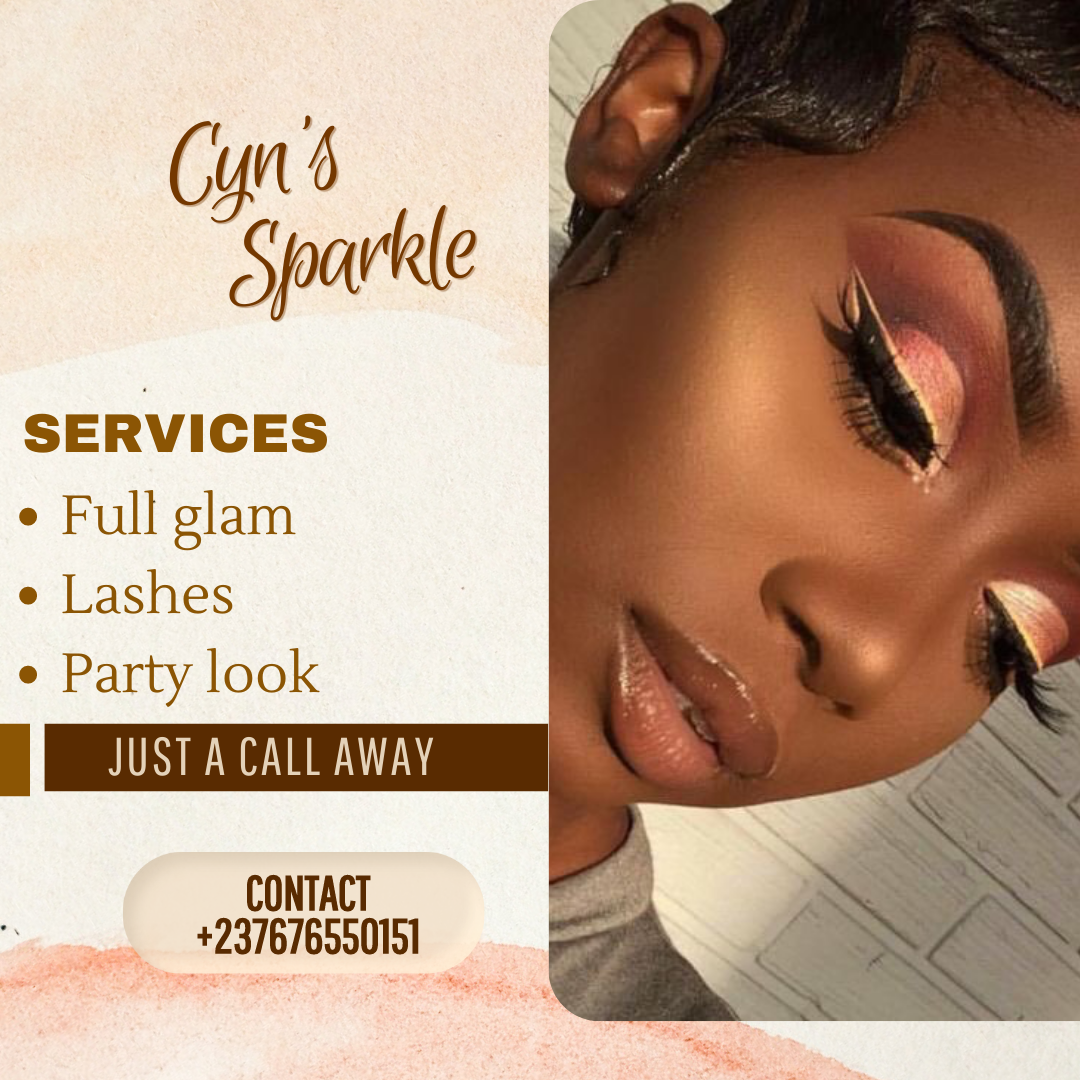 Cyn's
Sparkle
SERVICES
• Full glam
• Lashes
• Party look
JUST A CALL AWAY
CONTACT
+237676550151